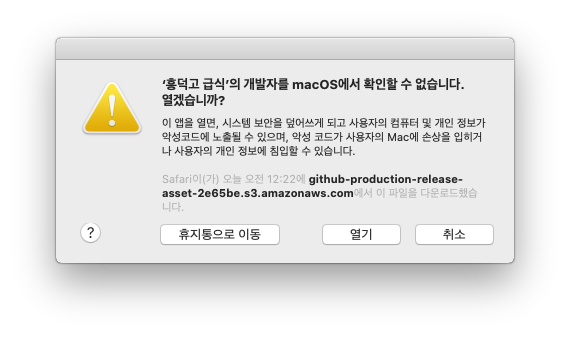 ‘흥덕고 급식’의 개발자를 macOS에서 확인할 수 없습니다.
열겠습니까?
이 앱을 열면, 시스템 보안을 덮어쓰게 되고 사용자의 컴퓨터 및 개인 정보가
악성코드에 노출될 수 있으며, 악성 코드가 사용자의 Mac에 손상을 입히거
나 사용자의 개인 정보에 침입할 수 있습니다.
Safari이(가) 오늘 오전 12:22에 github-production-release-
asset-2e65be.s3.amazonaws.com에서 이 파일을 다운로드했습
니다.
? 휴지통으로 이동 열기 취소